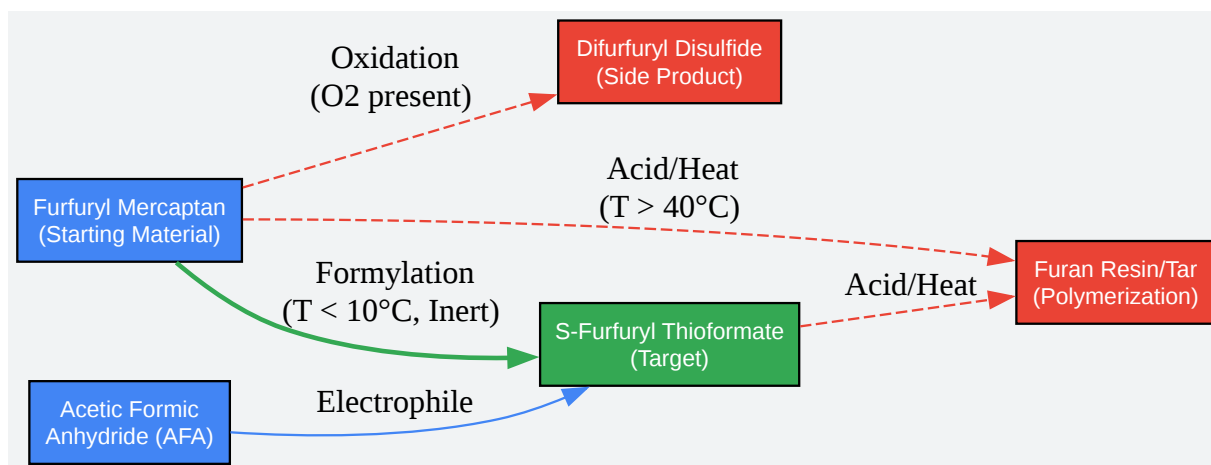 Oxidation
(O2 present)
Difurfuryl Disulfide
(Side Product)
Acid/Heat
(T > 40°C)
Furfuryl Mercaptan
(Starting Material)
Formylation
(T < 10°C, Inert)
Acid/Heat
Furan Resin/Tar
(Polymerization)
S-Furfuryl Thioformate
(Target)
Acetic Formic
Anhydride (AFA)
Electrophile